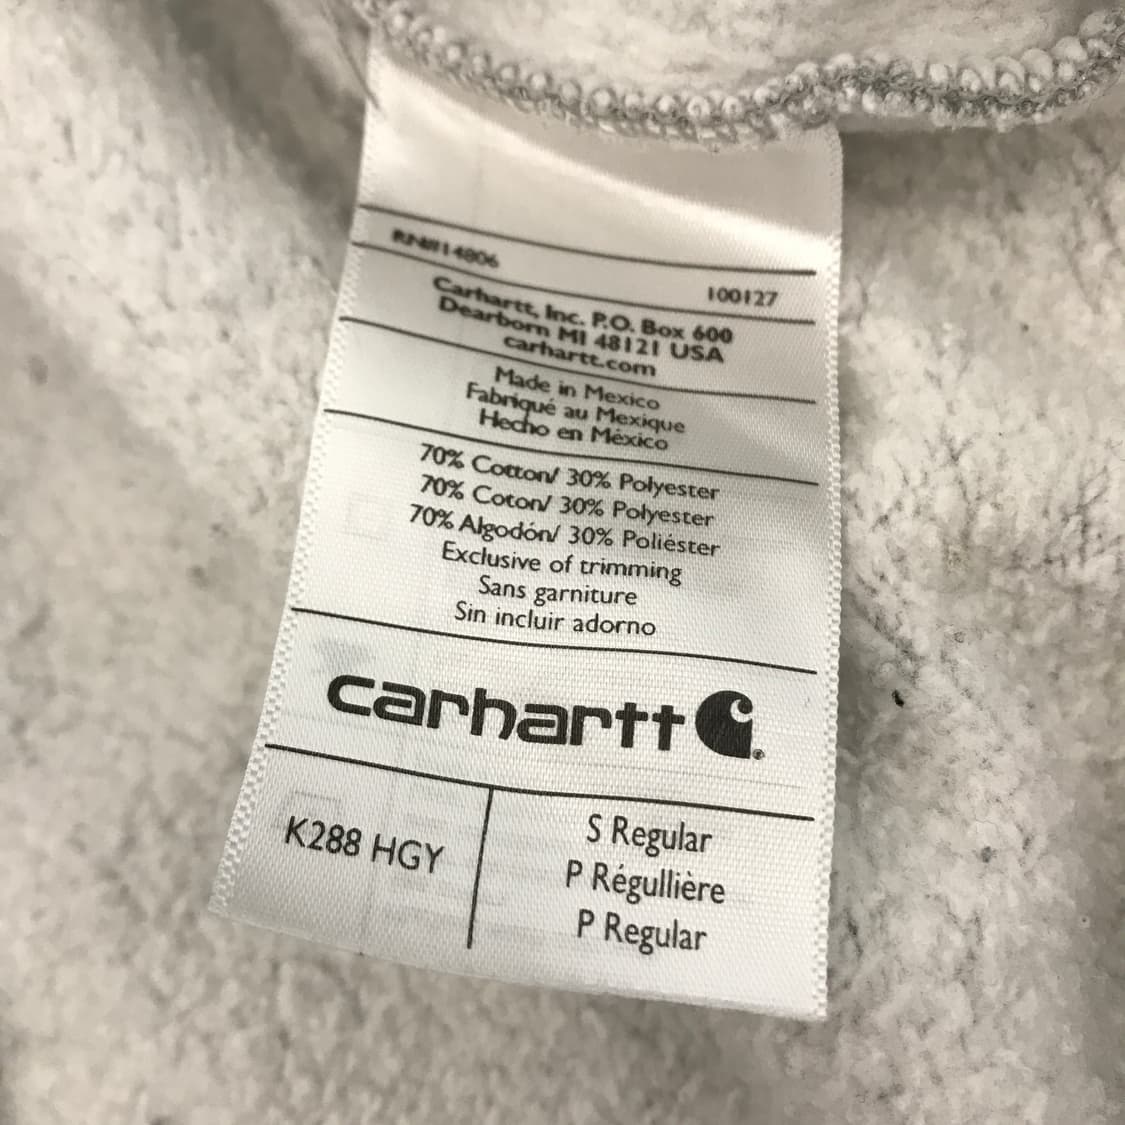 RN#14806
100127
Carhartt, Inc. P.O. Box 600
Dearborn MI 48121 USA
carhartt.com
Made in Mexico
Fabriqué au Mexique
Hecho en México
70% Cotton/ 30% Polyester
70% Coton/ 30% Polyester
70% Algodón/ 30% Poliéster
Exclusive of trimming
Sans garniture
Sin incluir adorno
carhartt
K288 HGY
S Regular
P Régullière
P Regular